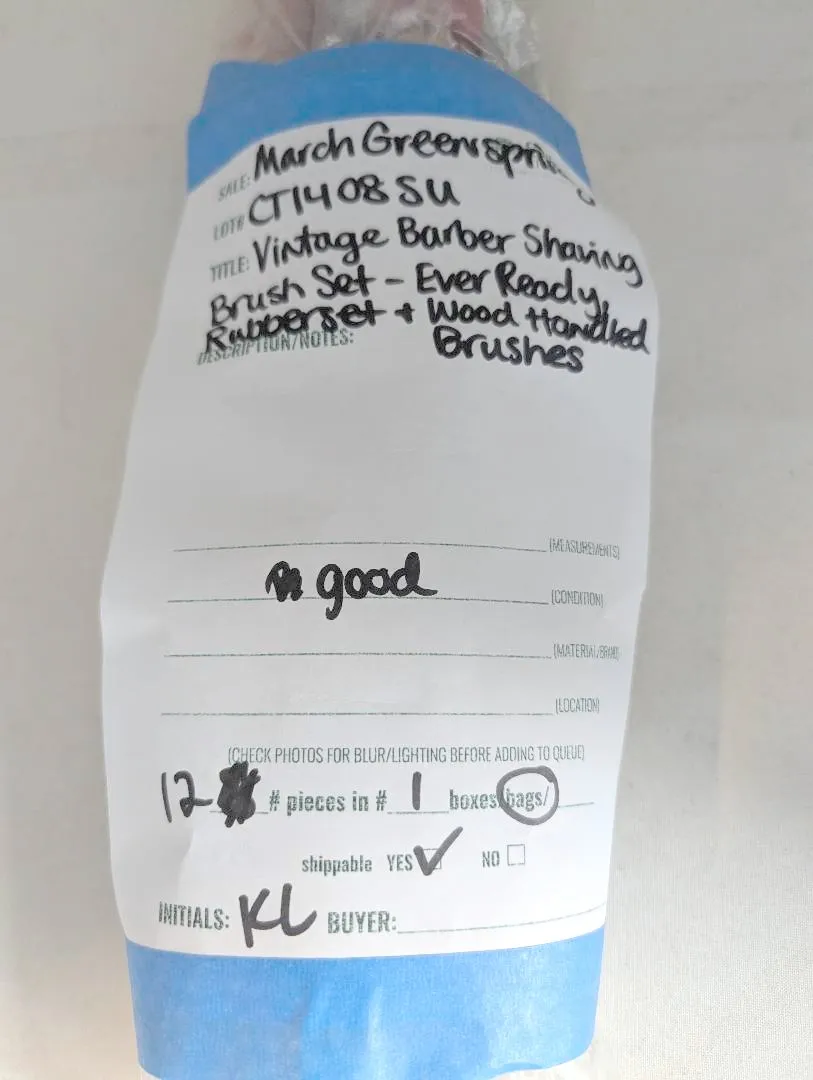 SALE: March Greenspring
LOT# CT1408SU
TITLE: Vintage Barber Shaving
Brush Set - Ever Ready,
Rubberset + Wood Handled
DESCRIPTION/NOTES: Brushes
(MEASUREMENTS)
good (CONDITION)
(MATERIAL/BRAND)
(LOCATION)
(CHECK PHOTOS FOR BLUR/LIGHTING BEFORE ADDING TO QUEUE)
12 # pieces in # 1 boxes/bags/
shippable YES ✓ NO
INITIALS: KL BUYER: